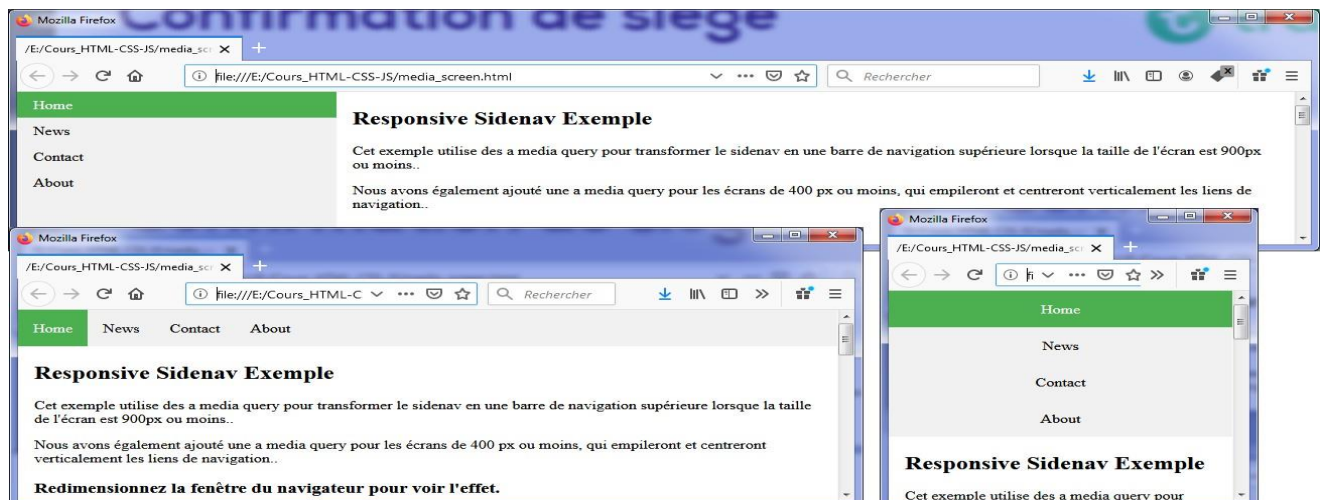 Confirmation de siège
Mozilla Firefox
/E:/Cours_HTML-CSS-JS/media_scr
file:///E:/Cours_HTML-CSS-JS/media_screen.html
Rechercher
Home
News
Contact
About
Responsive Sidenav Exemple
Cet exemple utilise des a media query pour transformer le sidenav en une barre de navigation supérieure lorsque la taille de l'écran est 900px
ou moins..
Nous avons également ajouté une a media query pour les écrans de 400 px ou moins, qui empileront et centreront verticalement les liens de
navigation..
Mozilla Firefox
/E:/Cours_HTML-CSS-JS/media_scr
file:///E:/Cours_HTML-C
Rechercher
Home News Contact About
Responsive Sidenav Exemple
Cet exemple utilise des a media query pour transformer le sidenav en une barre de navigation supérieure lorsque la taille
de l'écran est 900px ou moins..
Nous avons également ajouté une a media query pour les écrans de 400 px ou moins, qui empileront et centreront
verticalement les liens de navigation..
Redimensionnez la fenêtre du navigateur pour voir l'effet.
Mozilla Firefox
/E:/Cours_HTML-CSS-JS/media_scr
fi
Home
News
Contact
About
Responsive Sidenav Exemple
Cet exemple utilise des a media query pour